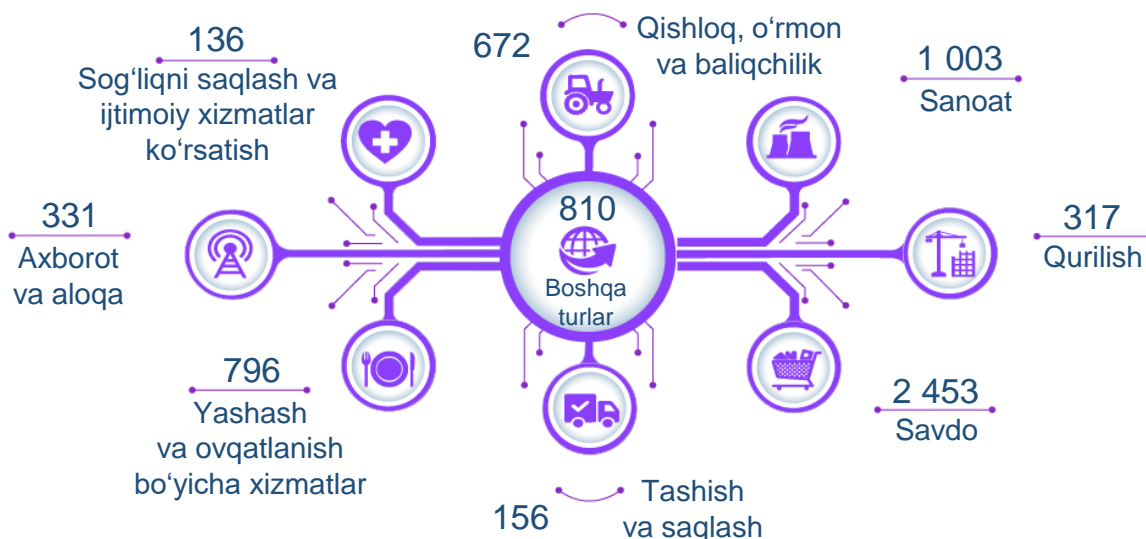 672
Qishloq, o‘rmon
va baliqchilik
136
Sog‘liqni saqlash va
ijtimoiy xizmatlar
ko‘rsatish
1 003
Sanoat
331
Axborot
va aloqa
810
Boshqa
turlar
317
Qurilish
796
Yashash
va ovqatlanish
bo‘yicha xizmatlar
2 453
Savdo
156
Tashish
va saqlash